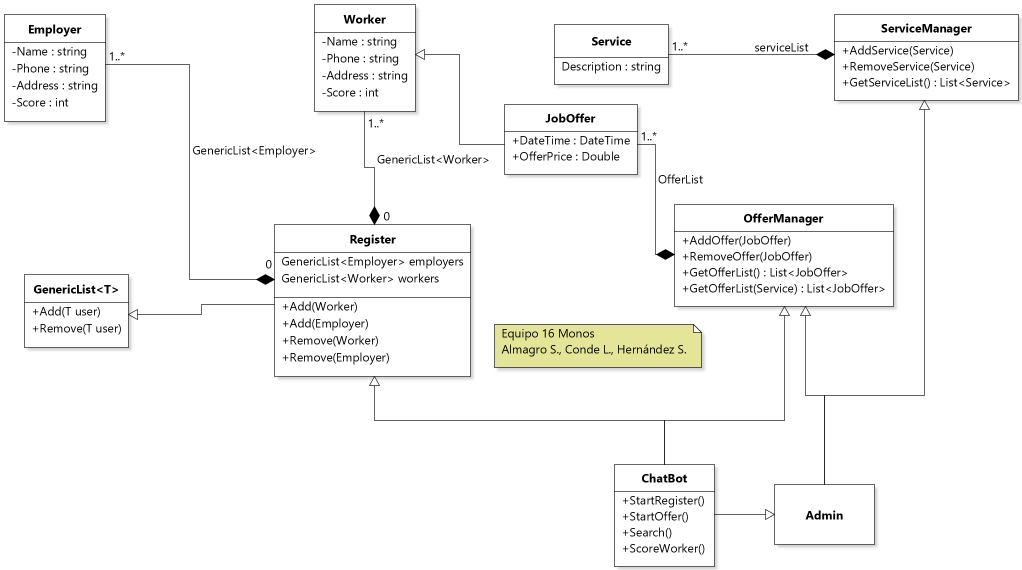 Employer
-Name : string
-Phone : string
-Address : string
-Score : int
1..*
GenericList<Employer>
Worker
-Name : string
-Phone : string
-Address : string
-Score : int
1..*
GenericList<Worker>
0
Service
Description : string
1..*
serviceList
ServiceManager
+AddService(Service)
+RemoveService(Service)
+GetServiceList() : List<Service>
JobOffer
+DateTime : DateTime
+OfferPrice : Double
1..*
OfferList
OfferManager
+AddOffer(JobOffer)
+RemoveOffer(JobOffer)
+GetOfferList() : List<JobOffer>
+GetOfferList(Service) : List<JobOffer>
0
Register
GenericList<Employer> employers
GenericList<Worker> workers
+Add(Worker)
+Add(Employer)
+Remove(Worker)
+Remove(Employer)
GenericList<T>
+Add(T user)
+Remove(T user)
Equipo 16 Monos
Almagro S., Conde L., Hernández S.
ChatBot
+StartRegister()
+StartOffer()
+Search()
+ScoreWorker()
Admin